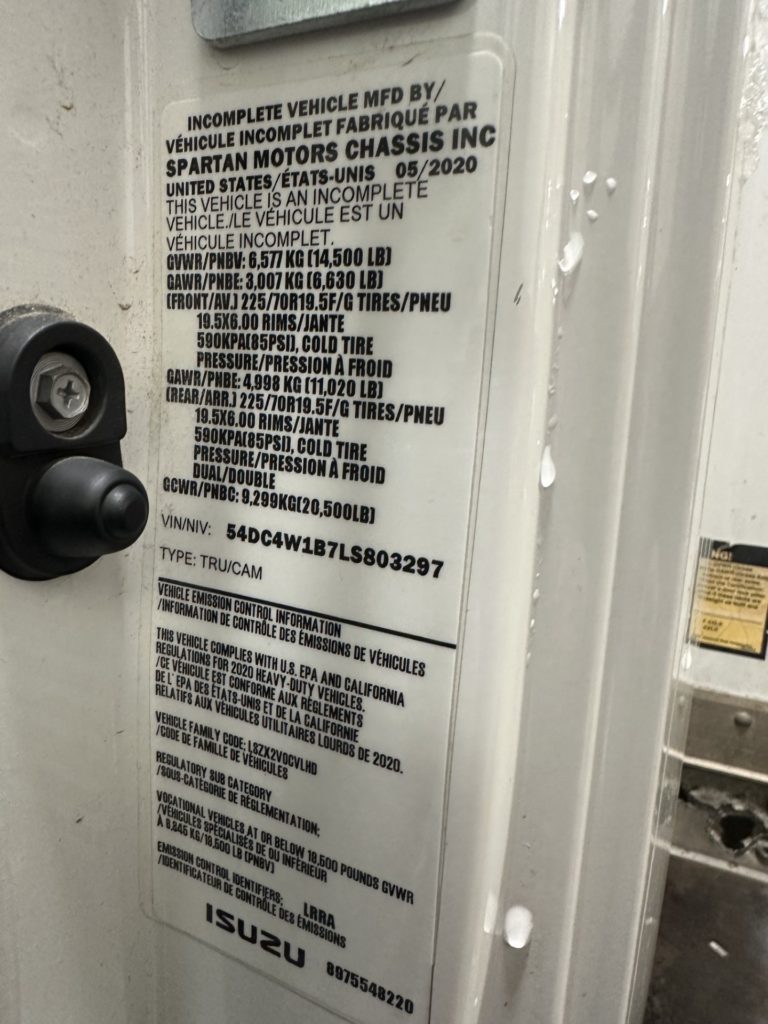 INCOMPLETE VEHICLE MFD BY/
VÉHICULE INCOMPLET FABRIQUÉ PAR
SPARTAN MOTORS CHASSIS INC
UNITED STATES/ÉTATS-UNIS 05/2020
THIS VEHICLE IS AN INCOMPLETE
VEHICLE./LE VÉHICULE EST UN
VÉHICULE INCOMPLET.
GVWR/PNBV: 6,577 KG (14,500 LB)
GAWR/PNBE: 3,007 KG (6,630 LB)
(FRONT/AV.) 225/70R19.5F/G TIRES/PNEU
19.5X6.00 RIMS/JANTE
590KPA(85PSI), COLD TIRE
PRESSURE/PRESSION À FROID
GAWR/PNBE: 4,998 KG (11,020 LB)
(REAR/ARR.) 225/70R19.5F/G TIRES/PNEU
19.5X6.00 RIMS/JANTE
590KPA(85PSI), COLD TIRE
PRESSURE/PRESSION À FROID
DUAL/DOUBLE
GCWR/PNBC: 9,299KG(20,500LB)
VIN/NIV: 54DC4W1B7LS803297
TYPE: TRU/CAM
VEHICLE EMISSION CONTROL INFORMATION
/INFORMATION DE CONTRÔLE DES ÉMISSIONS DE VÉHICULES
THIS VEHICLE COMPLIES WITH U.S. EPA AND CALIFORNIA
REGULATIONS FOR 2020 HEAVY-DUTY VEHICLES.
/CE VÉHICULE EST CONFORME AUX RÈGLEMENTS
DE L' EPA DES ÉTATS-UNIS ET DE LA CALIFORNIE
RELATIFS AUX VÉHICULES UTILITAIRES LOURDS DE 2020.
VEHICLE FAMILY CODE: LSZX2VOCVLHD
/CODE DE FAMILLE DE VÉHICULES
REGULATORY SUB CATEGORY
/SOUS-CATÉGORIE DE RÉGLEMENTATION:
VOCATIONAL VEHICLES AT OR BELOW 19,500 POUNDS GVWR
/VÉHICULES SPÉCIALISÉS DE OU INFÉRIEUR
À 8,845 KG/19,500 LB (PNBV)
EMISSION CONTROL IDENTIFIERS: LRRA
/IDENTIFICATEUR DE CONTRÔLE DES ÉMISSIONS
ISUZU 8975548220